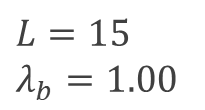 L = 15
λ_b = 1.00